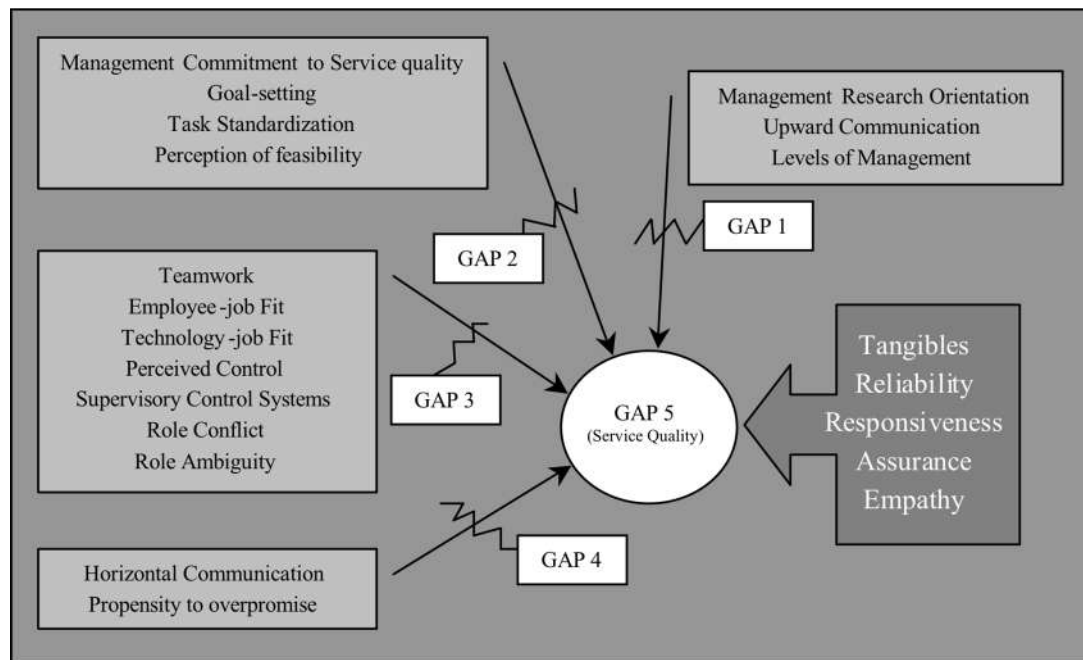 Management Commitment to Service quality
Goal-setting
Task Standardization
Perception of feasibility
Management Research Orientation
Upward Communication
Levels of Management
GAP 1
GAP 2
Teamwork
Employee-job Fit
Technology-job Fit
Perceived Control
Supervisory Control Systems
Role Conflict
Role Ambiguity
GAP 3
GAP 5
(Service Quality)
Tangibles
Reliability
Responsiveness
Assurance
Empathy
GAP 4
Horizontal Communication
Propensity to overpromise